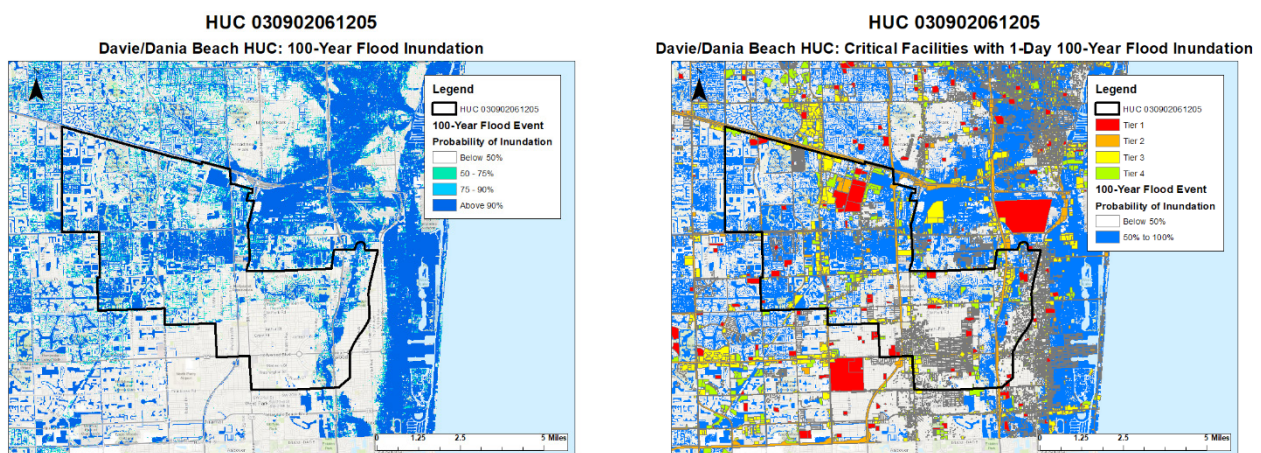 HUC 030902061205
Davie/Dania Beach HUC: 100-Year Flood Inundation
Legend
HUC 030902061205
100-Year Flood Event
Probability of Inundation
Below 50%
50 - 75%
75 - 90%
Above 90%
0 1.25 2.5 5 Miles
HUC 030902061205
Davie/Dania Beach HUC: Critical Facilities with 1-Day 100-Year Flood Inundation
Legend
HUC 030902061205
Tier 1
Tier 2
Tier 3
Tier 4
100-Year Flood Event
Probability of Inundation
Below 50%
50% to 100%
0 1.25 2.5 5 Miles